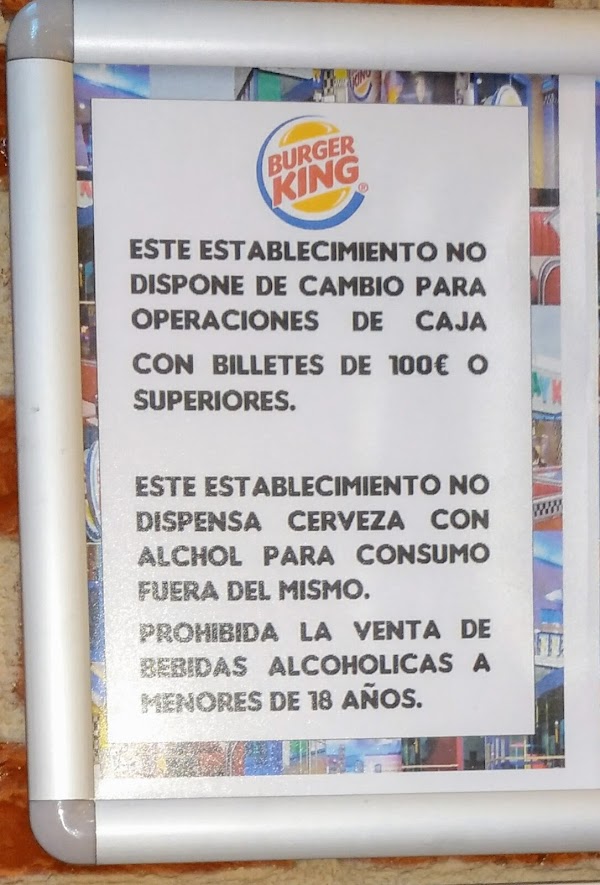 BURGER
KING®
ESTE ESTABLECIMIENTO NO
DISPONE DE CAMBIO PARA
OPERACIONES DE CAJA
CON BILLETES DE 100€ O
SUPERIORES.
ESTE ESTABLECIMIENTO NO
DISPENSA CERVEZA CON
ALCHOL PARA CONSUMO
FUERA DEL MISMO.
PROHIBIDA LA VENTA DE
BEBIDAS ALCOHOLICAS A
MENORES DE 18 AÑOS.